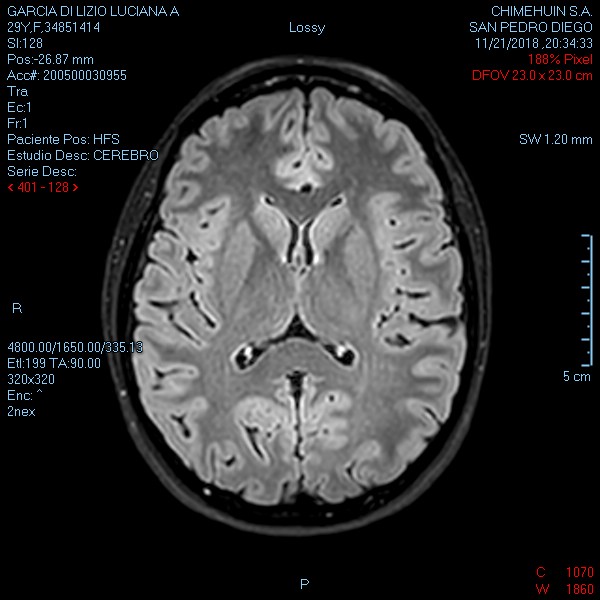 GARCIA DI LIZIO LUCIANA A
29Y,F,34851414
Sl:128
Pos:-26.87 mm
Acc#: 200500030955
Tra
Ec:1
Fr:1
Paciente Pos: HFS
Estudio Desc: CEREBRO
Serie Desc:
< 401 - 128 >
Lossy
CHIMEHUIN S.A.
SAN PEDRO DIEGO
11/21/2018 ,20:34:33
188% Pixel
DFOV 23.0 x 23.0 cm
SW 1.20 mm
R
5 cm
4800.00/1650.00/335.13
Etl:199 TA:90.00
320x320
Enc: ^
2nex
P
C 1070
W 1860